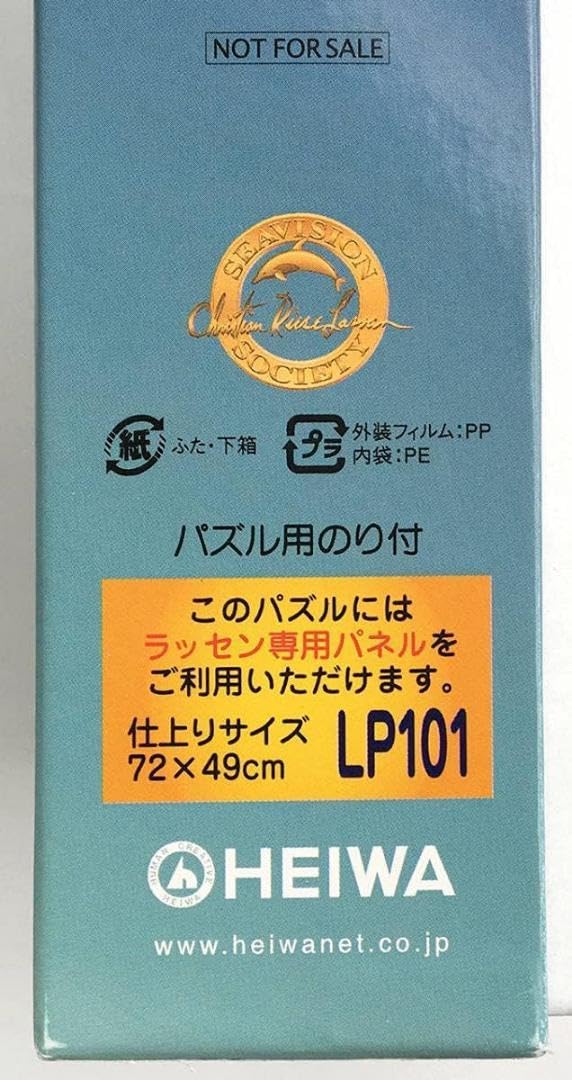 NOT FOR SALE
SEAVISION
Christian Riese Lassen
SOCIETY
紙
ふた・下箱
プラ
外装フィルム:PP
内袋:PE
パズル用のり付
このパズルには
ラッセン専用パネルを
ご利用いただけます。
仕上りサイズ
72×49cm
LP101
HUMAN CREATIVE
HEIWA
HEIWA
www.heiwanet.co.jp